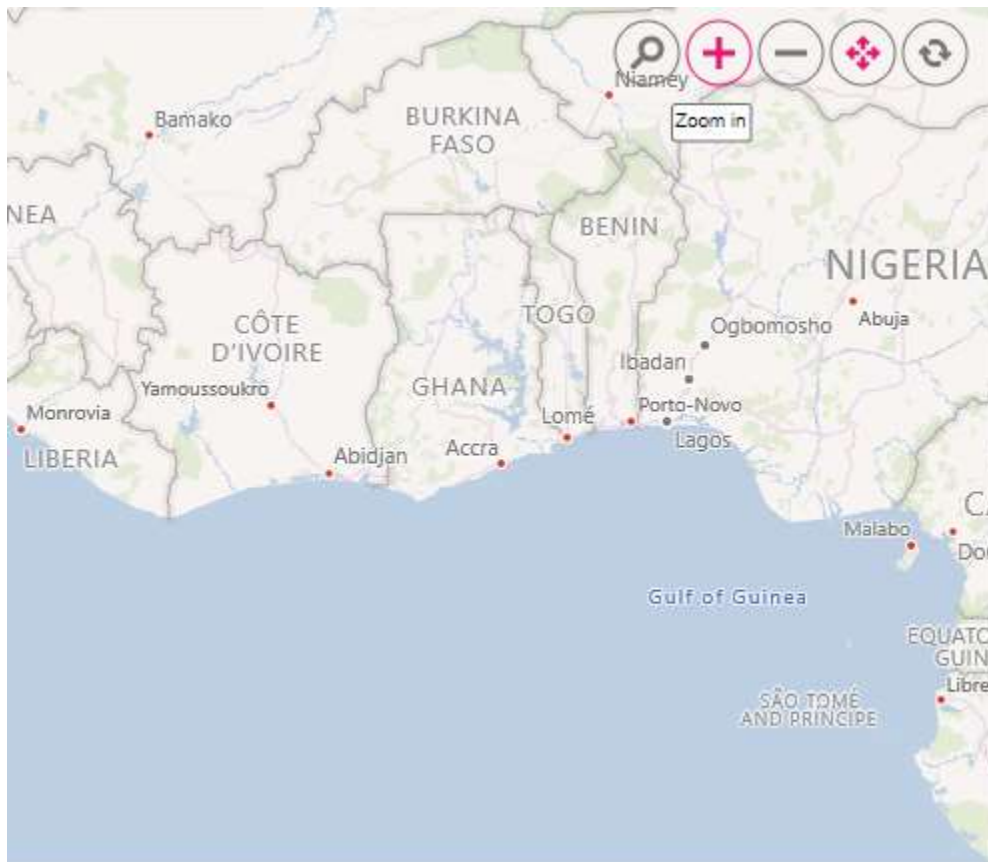 Niamey
Zoom in
Bamako
BURKINA
FASO
NEA
BENIN
NIGERIA
TOGO
Ogbomosho
Abuja
CÔTE
D'IVOIRE
Ibadan
GHANA
Yamoussoukro
Monrovia
Lomé
Porto-Novo
Lagos
LIBERIA
Abidjan
Accra
CA
Malabo
Dou
Gulf of Guinea
EQUATO
GUIN
Libre
SÃO TOMÉ
AND PRÍNCIPE